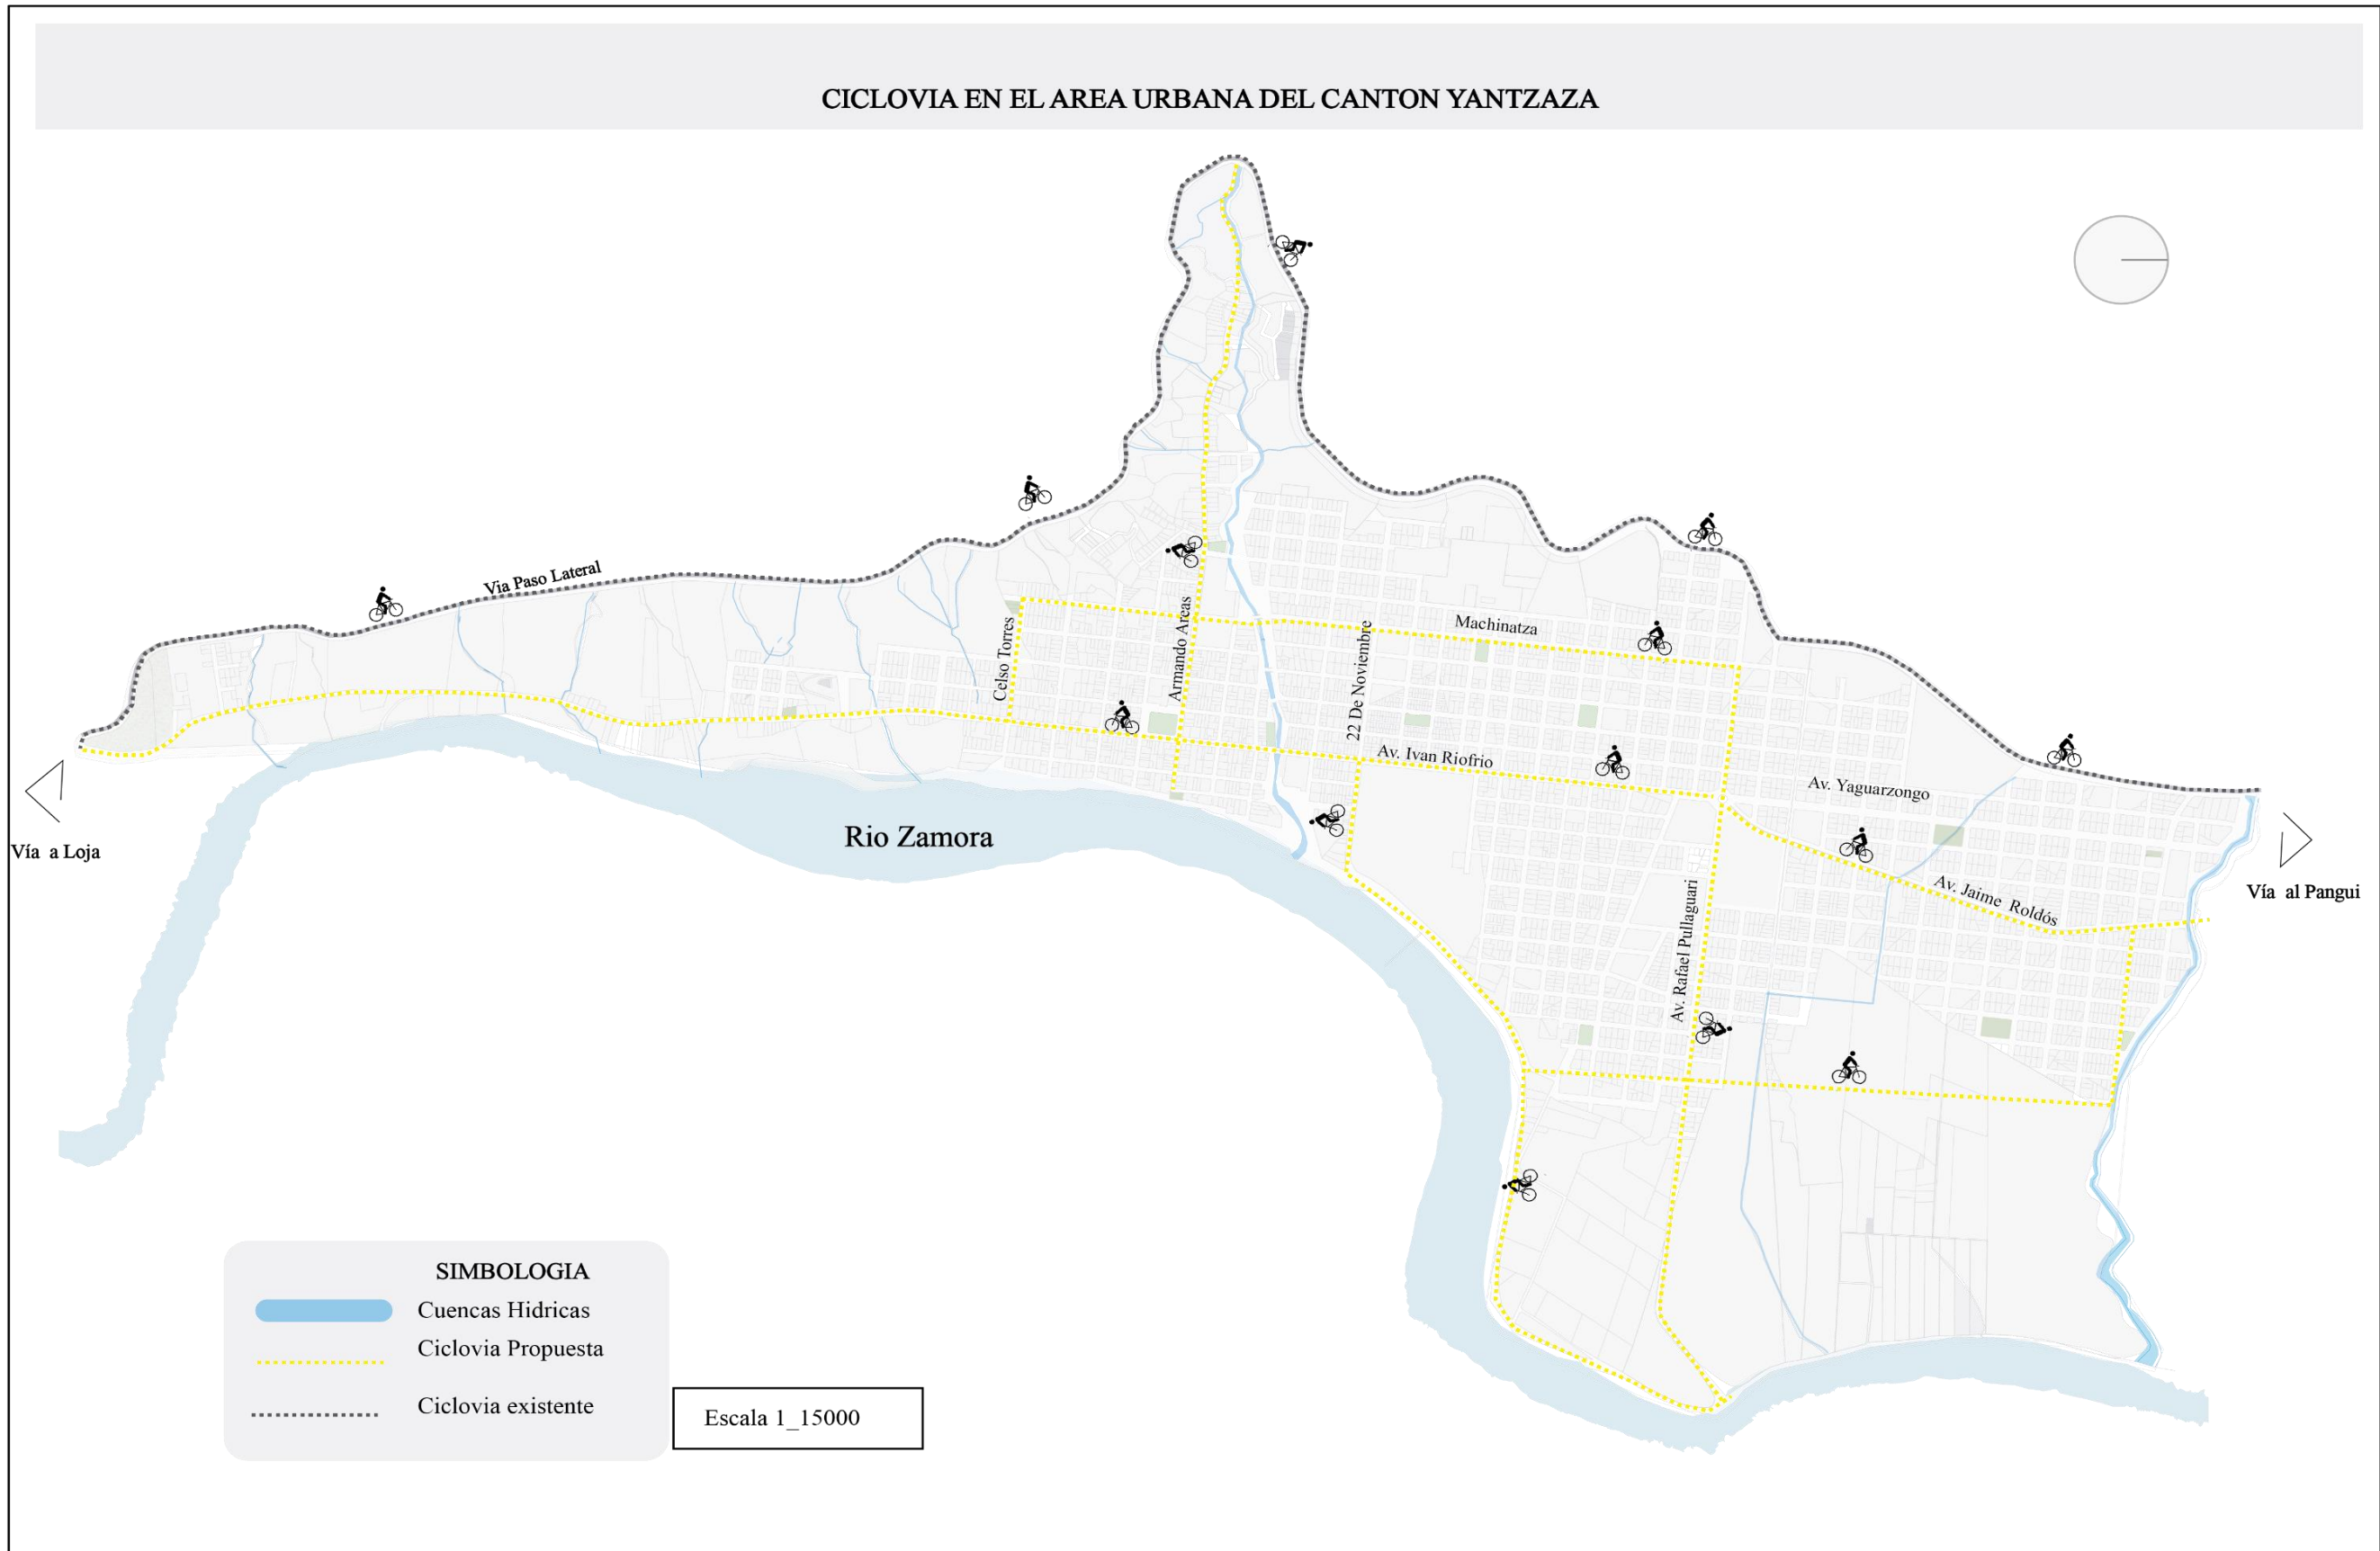 CICLOVIA EN EL AREA URBANA DEL CANTON YANTZAZA
Via Paso Lateral
Celso Torres
Armando Areas
22 De Noviembre
Machinatza
Av. Ivan Riofrio
Av. Yaguarzongo
Av. Jaime Roldós
Av. Rafael Pullaguari
Rio Zamora
Vía a Loja
Vía al Pangui
SIMBOLOGIA
Cuencas Hidricas
Ciclovia Propuesta
Ciclovia existente
Escala 1_15000